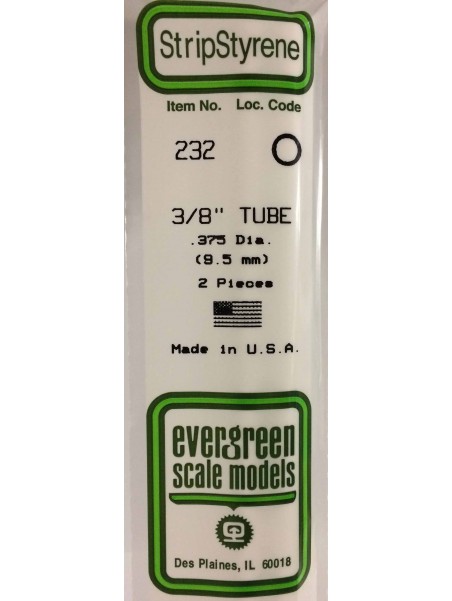 StripStyrene
Item No. Loc. Code
232 O
3/8" TUBE
.375 Dia.
(9.5 mm)
2 Pieces
Made in U.S.A.
evergreen
scale models
Des Plaines, IL 60018